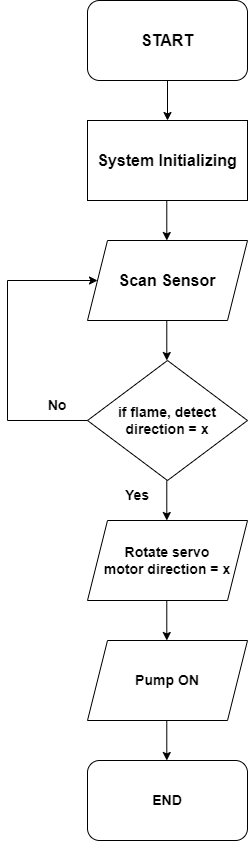 START
System Initializing
Scan Sensor
if flame, detect
direction = x
No
Yes
Rotate servo
motor direction = x
Pump ON
END